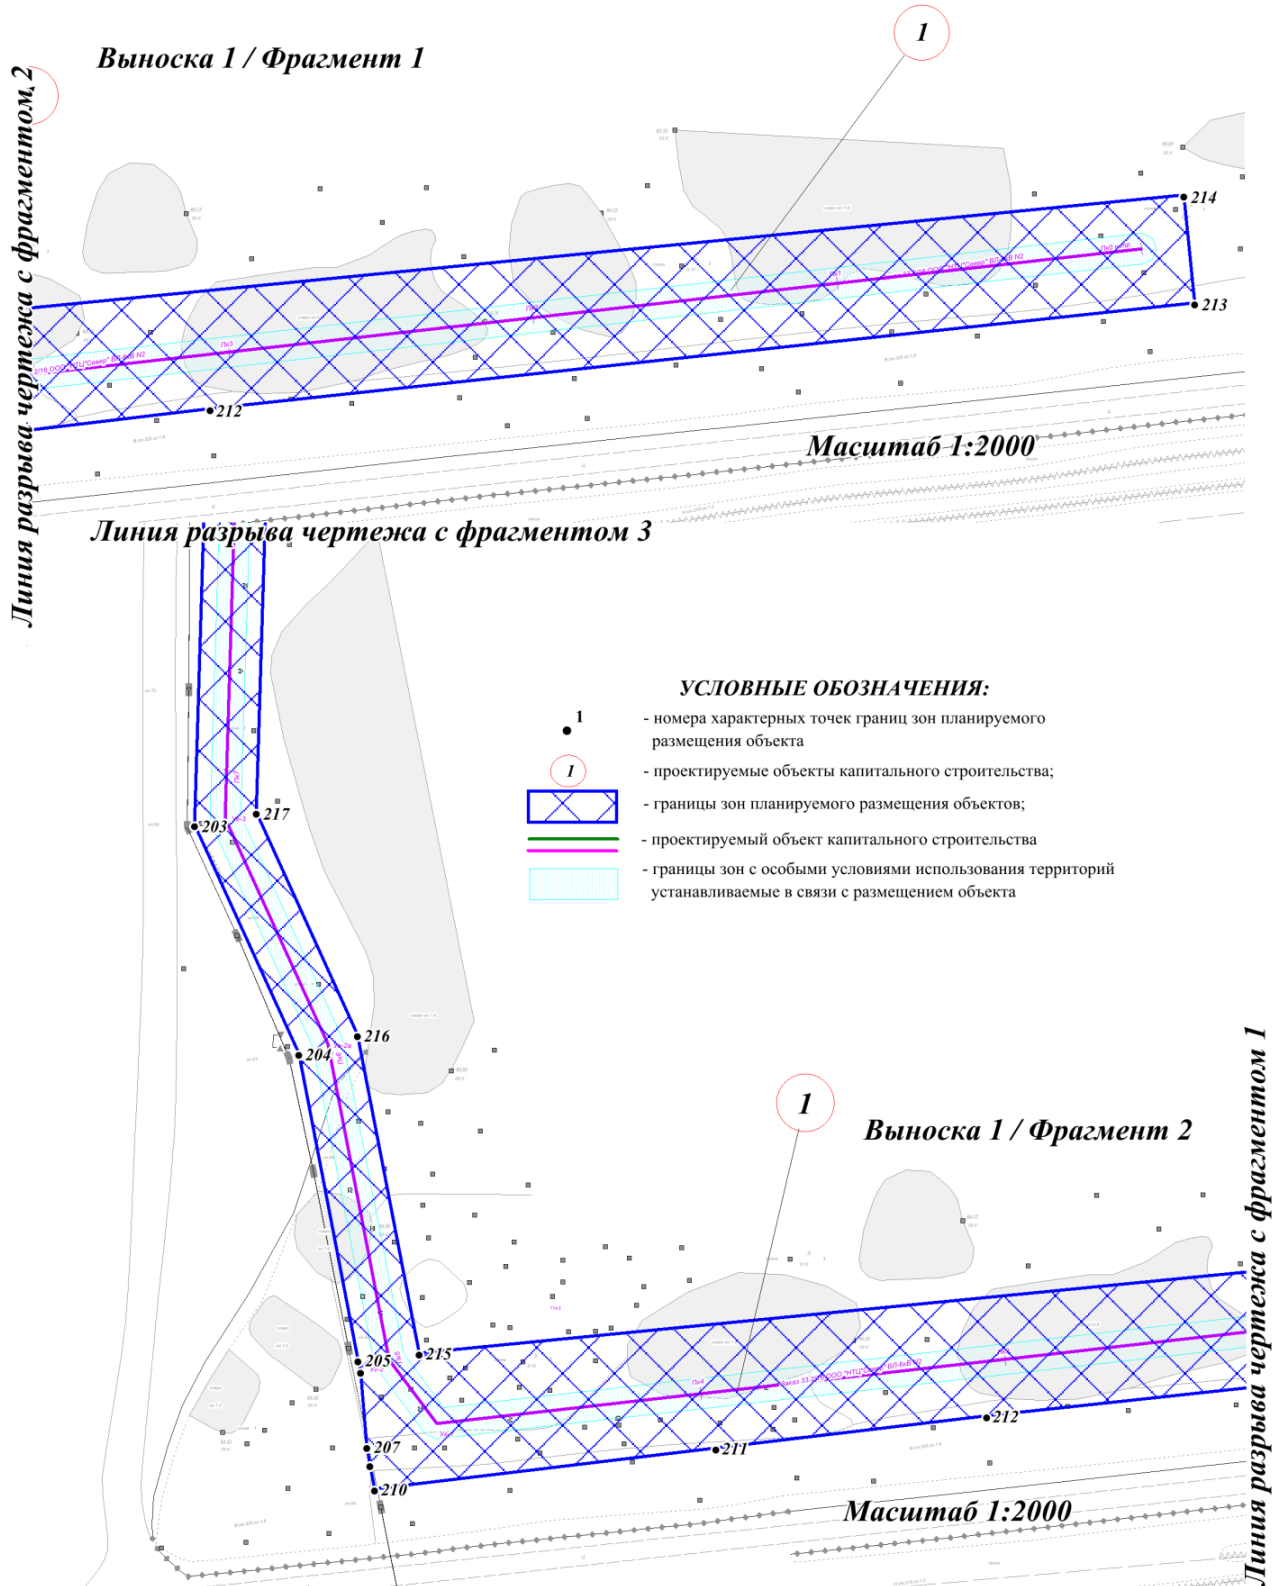 Выноска 1 / Фрагмент 1
1
Линия разрыва чертежа с фрагментом 2
214
213
212
Пк3
Пк1
Масштаб 1:2000
Линия разрыва чертежа с фрагментом 3
УСЛОВНЫЕ ОБОЗНАЧЕНИЯ:
1
- номера характерных точек границ зон планируемого
размещения объекта
1
- проектируемые объекты капитального строительства;
- границы зон планируемого размещения объектов;
- проектируемый объект капитального строительства
- границы зон с особыми условиями использования территорий
устанавливаемые в связи с размещением объекта
217
203
216
204
1
Выноска 1 / Фрагмент 2
Линия разрыва чертежа с фрагментом 1
215
205
Пк4
207
212
211
210
Масштаб 1:2000